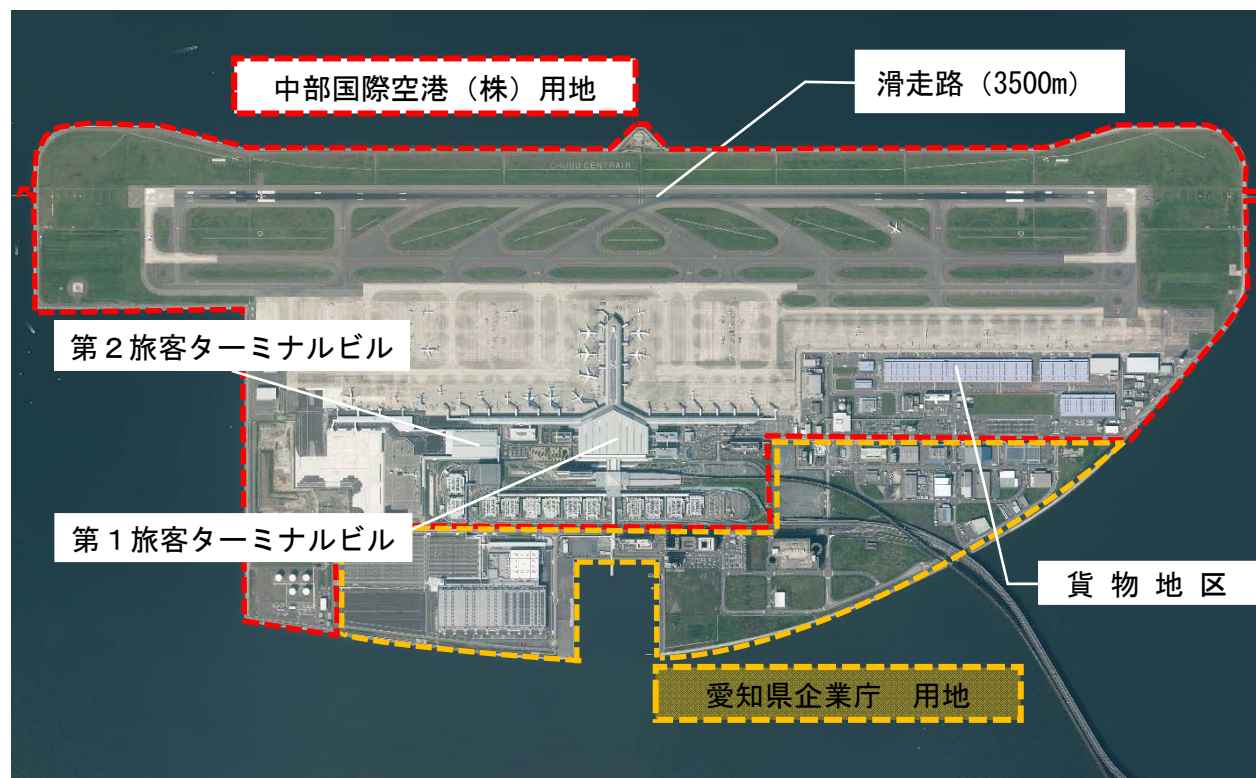 中部国際空港（株）用地
滑走路（3500m）
CHUBU CENTRAIR
第２旅客ターミナルビル
第１旅客ターミナルビル
貨 物 地 区
愛知県企業庁　用地